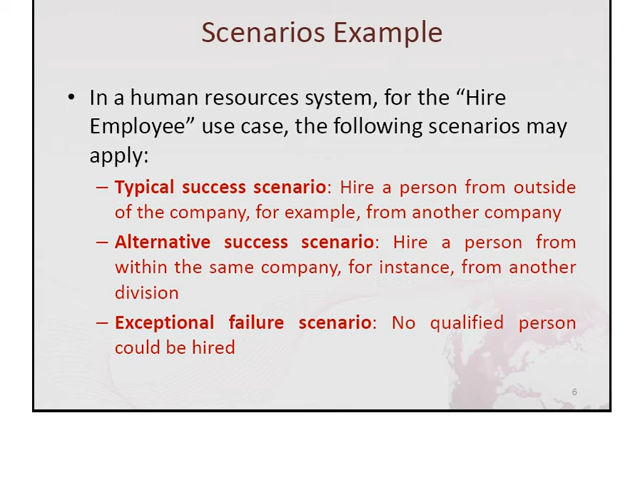 Scenarios Example
• In a human resources system, for the “Hire
Employee” use case, the following scenarios may
apply:
– Typical success scenario: Hire a person from outside
of the company, for example, from another company
– Alternative success scenario: Hire a person from
within the same company, for instance, from another
division
– Exceptional failure scenario: No qualified person
could be hired
6